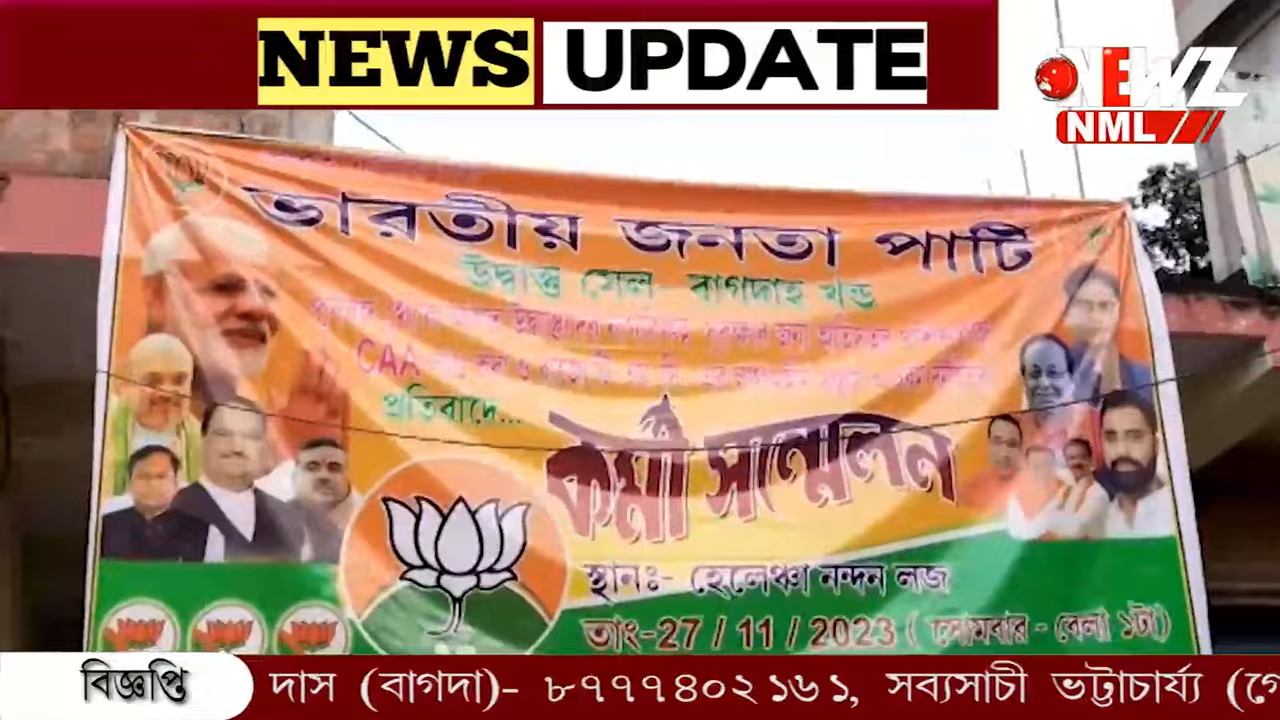 NEWS UPDATE
NEWZ
NML
ভারতীয় জনতা পার্টি
উদ্বাস্তু সেল- বাগদাহ খন্ড
CAA
প্রতিবাদে...
কর্মী সম্মেলন
স্থানঃ- হেলেঞ্চা নন্দন লজ
তাং-27 / 11 / 2023 ( সোমবার - বেলা ১টা)
বিজ্ঞপ্তি দাস (বাগদা)- ৮৭৭৭৪০২১৬১, সব্যসাচী ভট্টাচার্য্য (গো